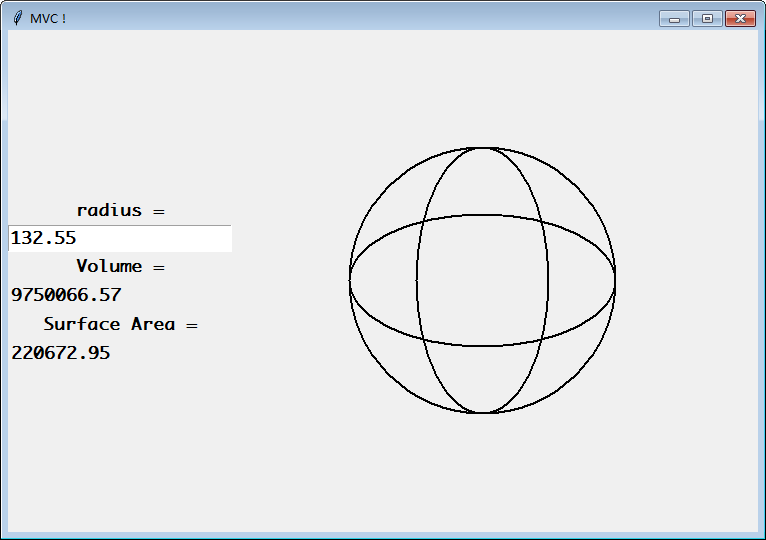 MVC !
radius =
132.55
Volume =
9750066.57
Surface Area =
220672.95